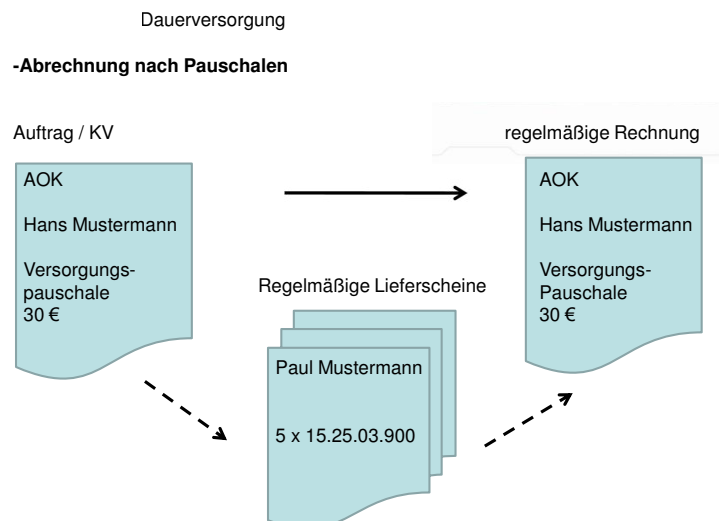 Dauerversorgung
-Abrechnung nach Pauschalen
Auftrag / KV
AOK
Hans Mustermann
Versorgungs-
pauschale
30 €
regelmäßige Rechnung
AOK
Hans Mustermann
Versorgungs-
Pauschale
30 €
Regelmäßige Lieferscheine
Paul Mustermann
5 x 15.25.03.900